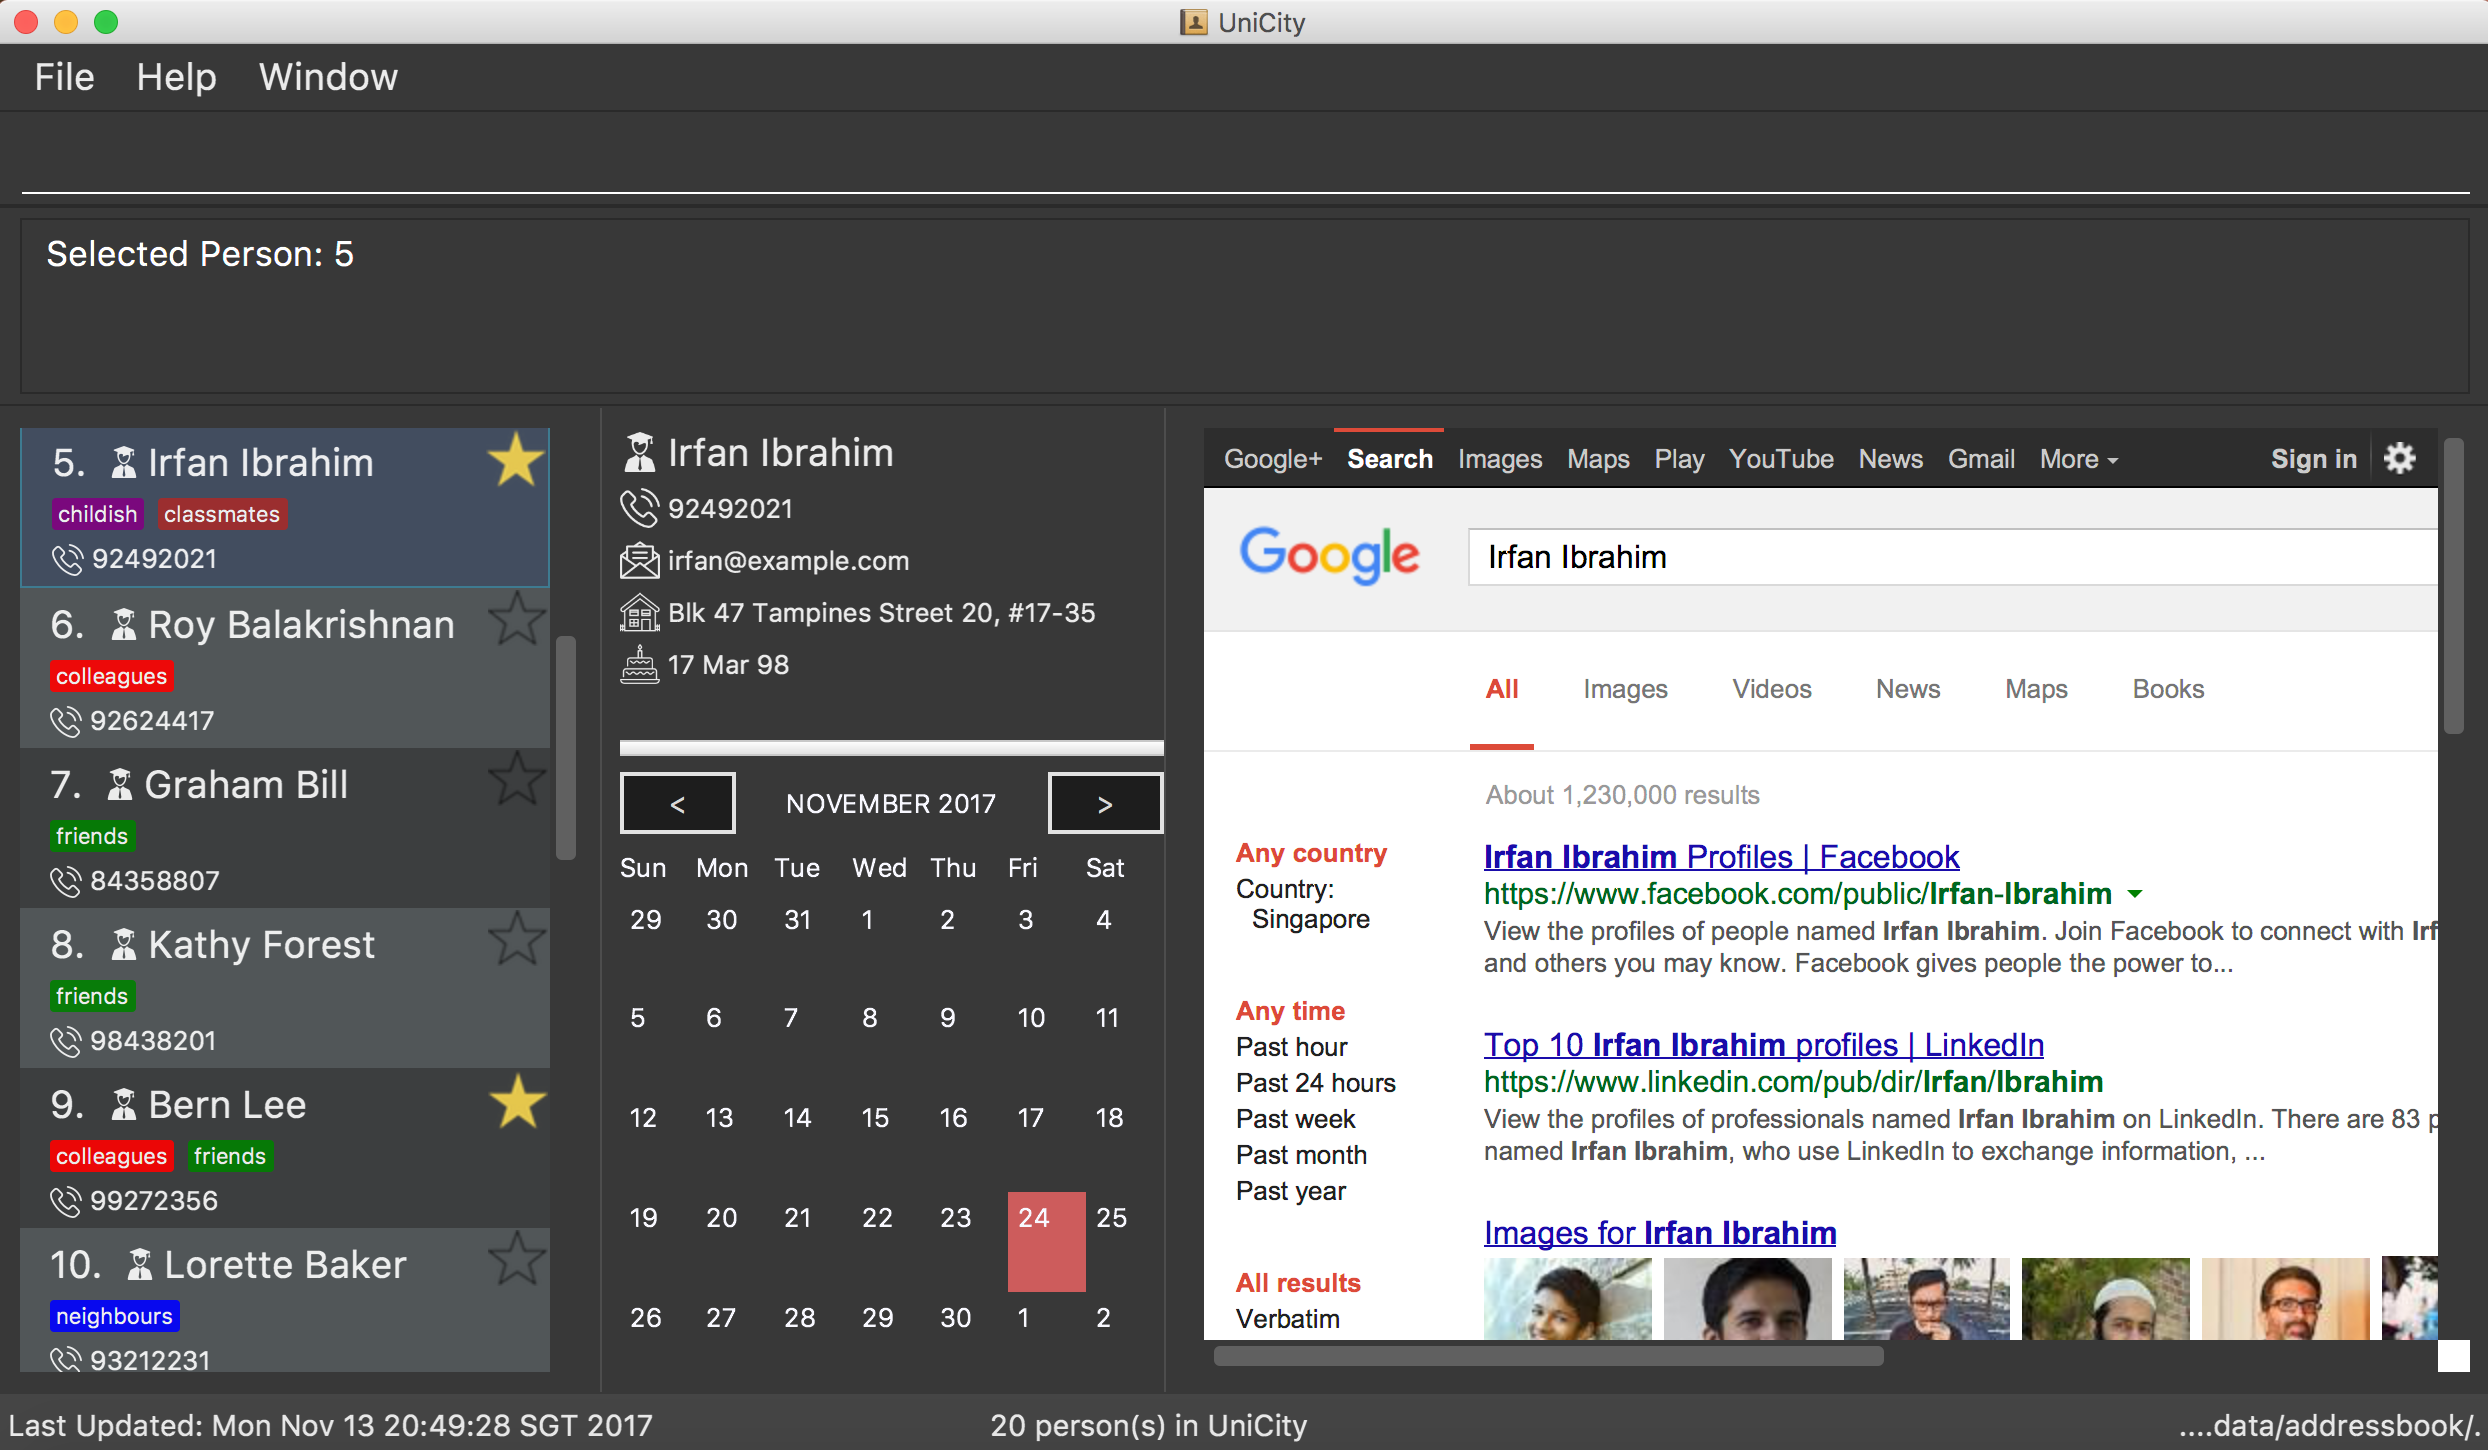 UniCity
File Help Window
Selected Person: 5
5. Irfan Ibrahim
childish classmates
92492021
6. Roy Balakrishnan
colleagues
92624417
7. Graham Bill
friends
84358807
8. Kathy Forest
friends
98438201
9. Bern Lee
colleagues friends
99272356
10. Lorette Baker
neighbours
93212231
Irfan Ibrahim
92492021
irfan@example.com
Blk 47 Tampines Street 20, #17-35
17 Mar 98
< NOVEMBER 2017 >
Sun Mon Tue Wed Thu Fri Sat
29 30 31 1 2 3 4
5 6 7 8 9 10 11
12 13 14 15 16 17 18
19 20 21 22 23 24 25
26 27 28 29 30 1 2
Google+ Search Images Maps Play YouTube News Gmail More Sign in
Google Irfan Ibrahim
All Images Videos News Maps Books
About 1,230,000 results
Any country
Country:
Singapore
Any time
Past hour
Past 24 hours
Past week
Past month
Past year
All results
Verbatim
Irfan Ibrahim Profiles | Facebook
https://www.facebook.com/public/Irfan-Ibrahim
View the profiles of people named Irfan Ibrahim. Join Facebook to connect with Irf
and others you may know. Facebook gives people the power to...
Top 10 Irfan Ibrahim profiles | LinkedIn
https://www.linkedin.com/pub/dir/Irfan/Ibrahim
View the profiles of professionals named Irfan Ibrahim on LinkedIn. There are 83 p
named Irfan Ibrahim, who use LinkedIn to exchange information, ...
Images for Irfan Ibrahim
Last Updated: Mon Nov 13 20:49:28 SGT 2017 20 person(s) in UniCity ....data/addressbook/.